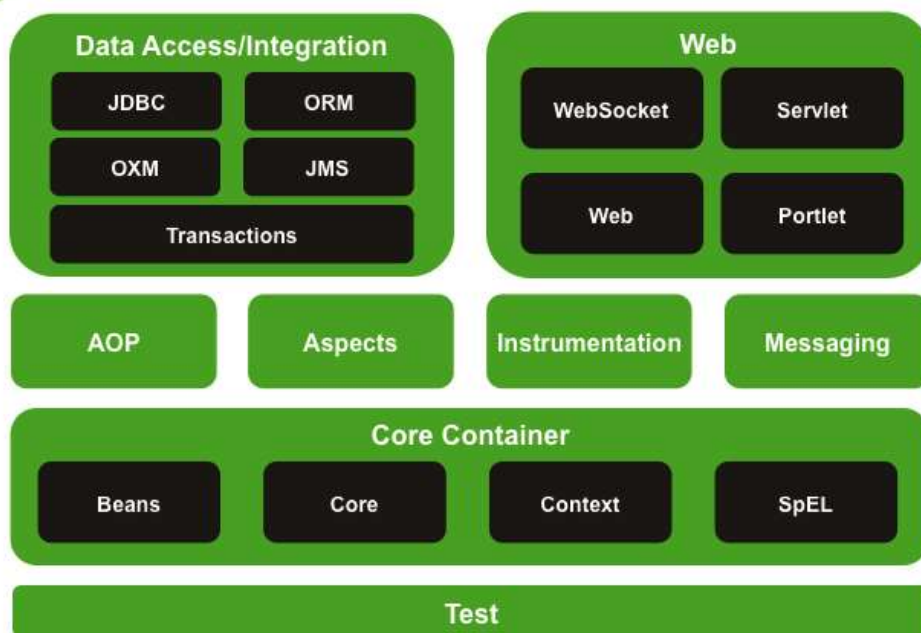 Data Access/Integration
JDBC
ORM
OXM
JMS
Transactions
Web
WebSocket
Servlet
Web
Portlet
AOP
Aspects
Instrumentation
Messaging
Core Container
Beans
Core
Context
SpEL
Test